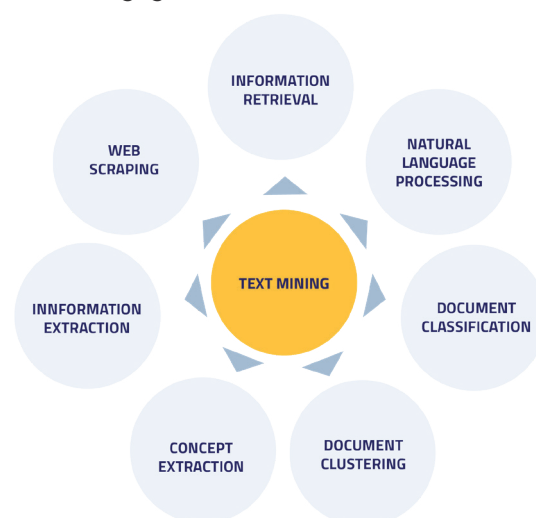 INFORMATION
RETRIEVAL
NATURAL
LANGUAGE
PROCESSING
DOCUMENT
CLASSIFICATION
DOCUMENT
CLUSTERING
CONCEPT
EXTRACTION
INNFORMATION
EXTRACTION
WEB
SCRAPING
TEXT MINING